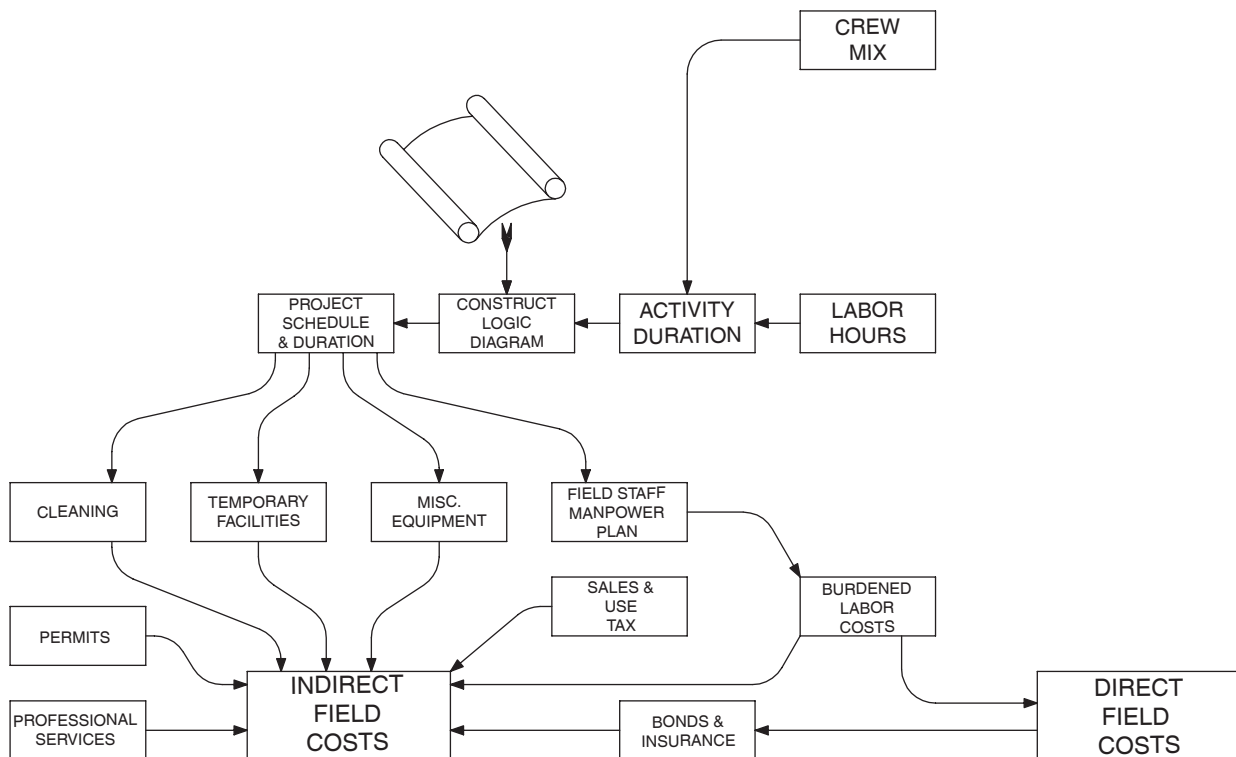 CREW
MIX
PROJECT
SCHEDULE
& DURATION
CONSTRUCT
LOGIC
DIAGRAM
ACTIVITY
DURATION
LABOR
HOURS
CLEANING
TEMPORARY
FACILITIES
MISC.
EQUIPMENT
FIELD STAFF
MANPOWER
PLAN
PERMITS
SALES &
USE
TAX
BURDENED
LABOR
COSTS
PROFESSIONAL
SERVICES
INDIRECT
FIELD
COSTS
BONDS &
INSURANCE
DIRECT
FIELD
COSTS